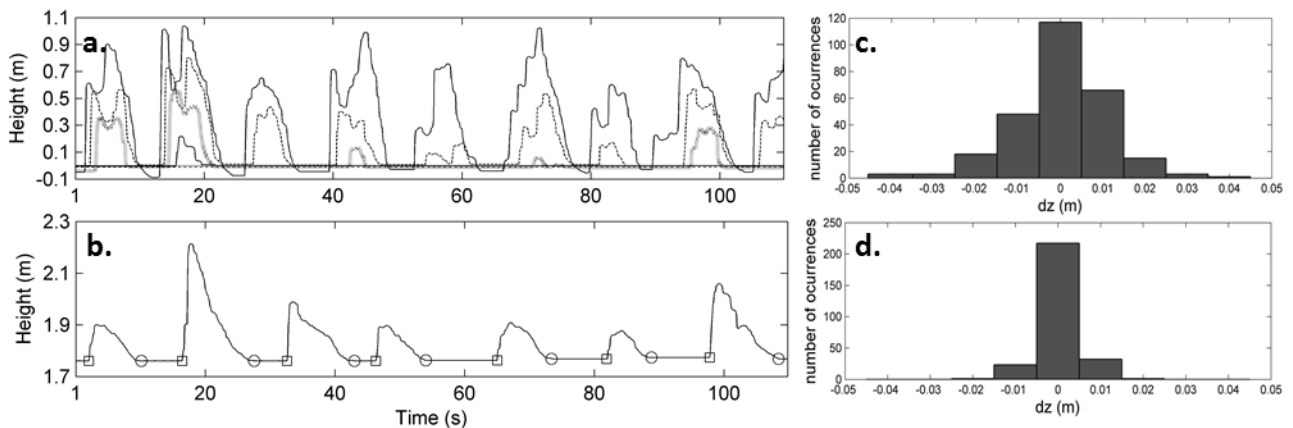 a.
Height (m)
1.1
0.9
0.7
0.5
0.3
0.1
-0.1
1 20 40 60 80 100
b.
Height (m)
2.3
2.1
1.9
1.7
1 20 40 60 80 100
Time (s)
c.
number of ocurrences
120
100
80
60
40
20
0
-0.05 -0.03 -0.02 -0.01 0 0.01 0.02 0.03 0.04 0.05
dz (m)
d.
number of ocurrences
250
200
150
100
50
0
-0.05 -0.04 -0.03 -0.02 -0.01 0 0.01 0.02 0.03 0.04 0.05
dz (m)